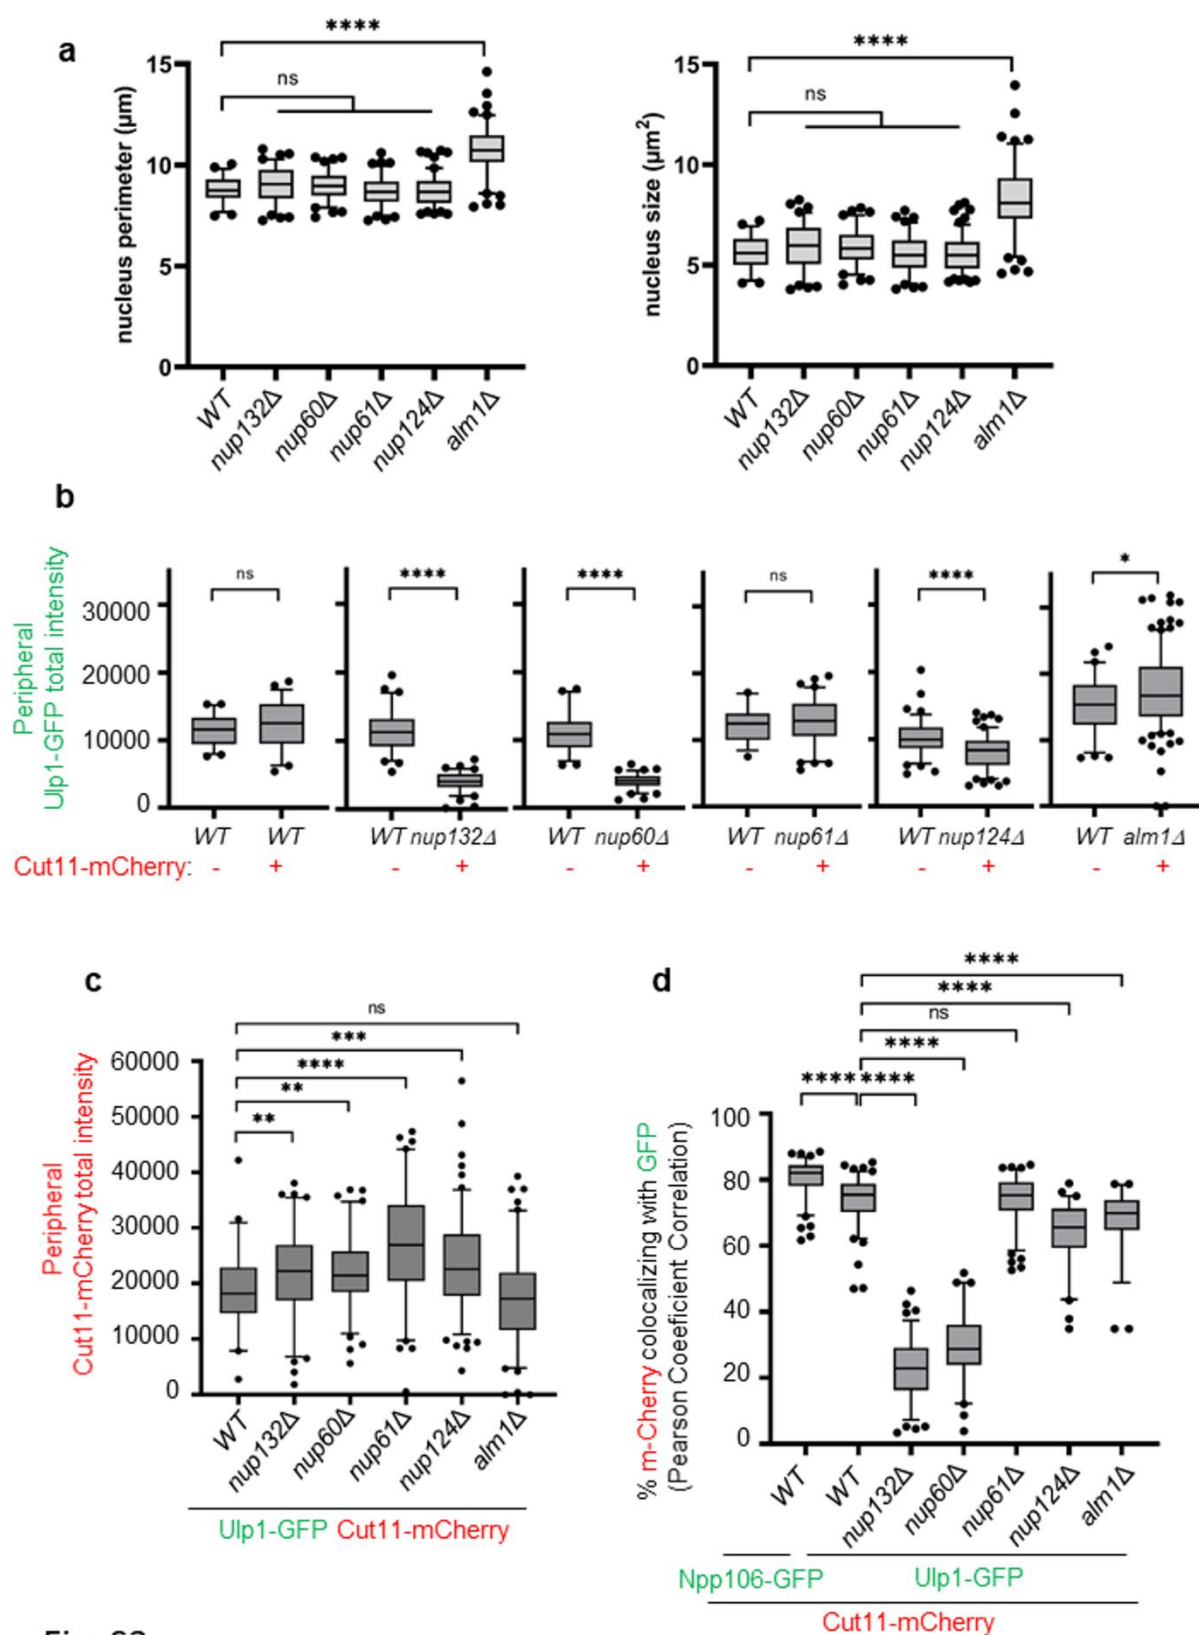 a
****
ns
nucleus perimeter (µm)
15
10
5
0
WT
nup132Δ
nup60Δ
nup61Δ
nup124Δ
alm1Δ
****
ns
nucleus size (µm²)
15
10
5
0
WT
nup132Δ
nup60Δ
nup61Δ
nup124Δ
alm1Δ
b
Peripheral
Ulp1-GFP total intensity
30000
20000
10000
0
ns
****
****
ns
****
*
WT WT
WT nup132Δ
WT nup60Δ
WT nup61Δ
WT nup124Δ
WT alm1Δ
Cut11-mCherry: - + - + - + - + - + - +
c
Peripheral
Cut11-mCherry total intensity
60000
50000
40000
30000
20000
10000
0
ns
***
****
**
**
WT
nup132Δ
nup60Δ
nup61Δ
nup124Δ
alm1Δ
Ulp1-GFP Cut11-mCherry
d
% m-Cherry colocalizing with GFP
(Pearson Coeeficient Correlation)
100
80
60
40
20
0
****
****
ns
****
**** ****
WT
WT
nup132Δ
nup60Δ
nup61Δ
nup124Δ
alm1Δ
Npp106-GFP
Ulp1-GFP
Cut11-mCherry